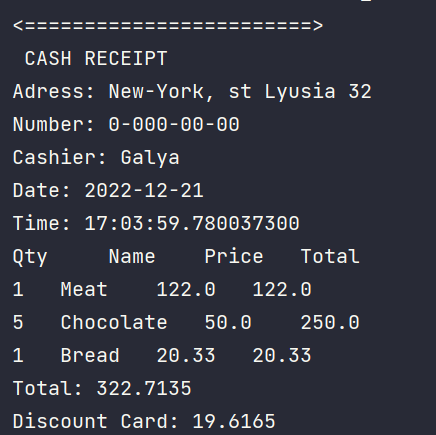 <=========================>
CASH RECEIPT
Adress: New-York, st Lyusia 32
Number: 0-000-00-00
Cashier: Galya
Date: 2022-12-21
Time: 17:03:59.780037300
Qty Name Price Total
1 Meat 122.0 122.0
5 Chocolate 50.0 250.0
1 Bread 20.33 20.33
Total: 322.7135
Discount Card: 19.6165